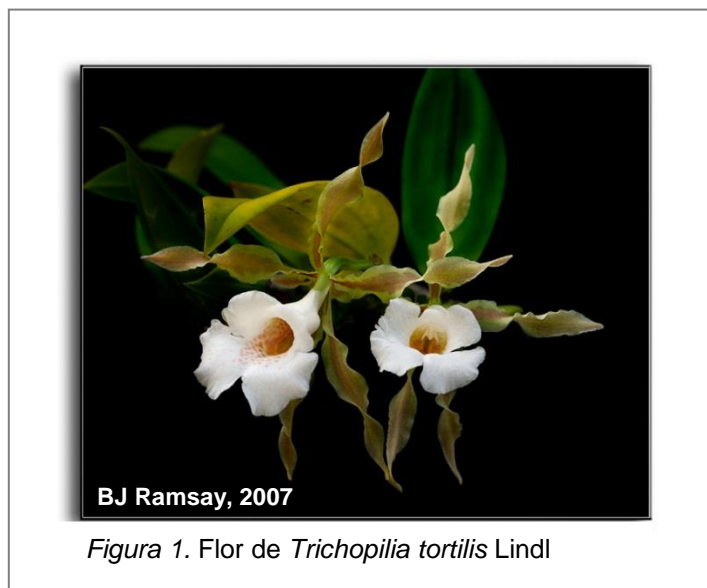 BJ Ramsay, 2007
Figura 1. Flor de Trichopilia tortilis Lindl